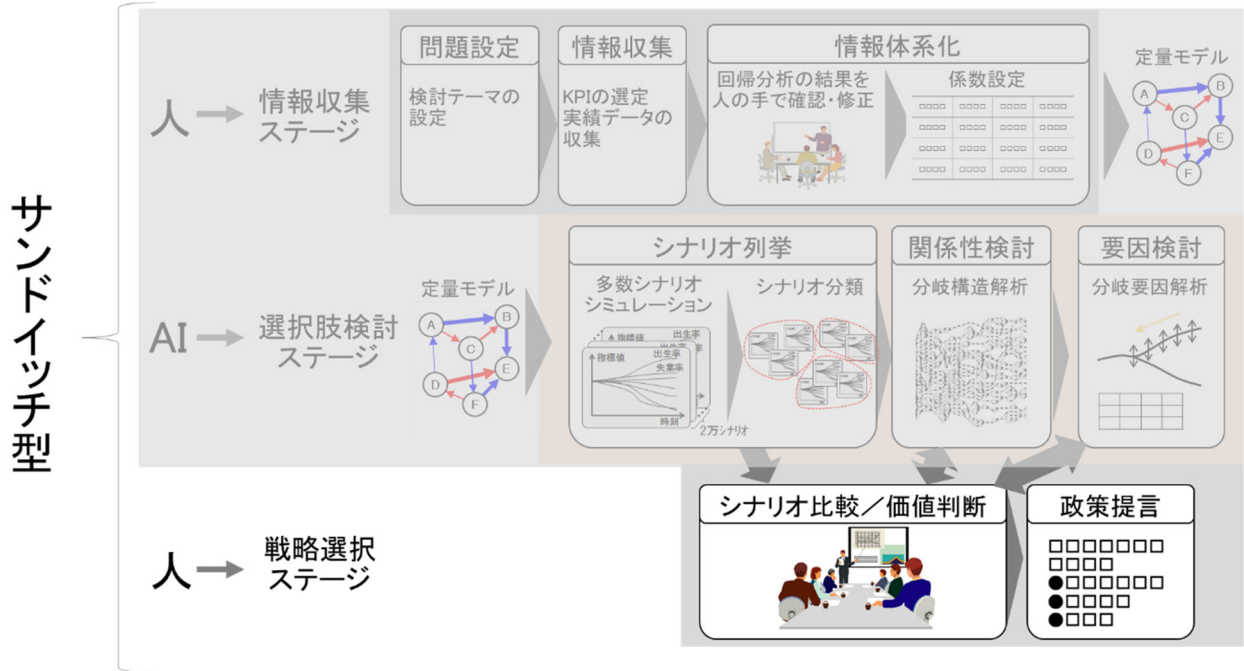 サンドイッチ型
人
情報収集
ステージ
問題設定
検討テーマの
設定
情報収集
KPIの選定
実績データの
収集
情報体系化
回帰分析の結果を
人の手で確認・修正
係数設定
□□□□ □□□□ □□□□ □□□□
□□□□ □□□□ □□□□ □□□□
□□□□ □□□□ □□□□ □□□□
□□□□ □□□□ □□□□ □□□□
定量モデル
A
B
C
D
E
F
AI
選択肢検討
ステージ
定量モデル
A
B
C
D
E
F
シナリオ列挙
多数シナリオ
シミュレーション
指標値
出生率
指標値
出生率
失業率
時刻
2万シナリオ
シナリオ分類
関係性検討
分岐構造解析
要因検討
分岐要因解析
人
戦略選択
ステージ
シナリオ比較／価値判断
政策提言
□□□□□□□
□□□□
●□□□□□□
●□□□□
●□□□